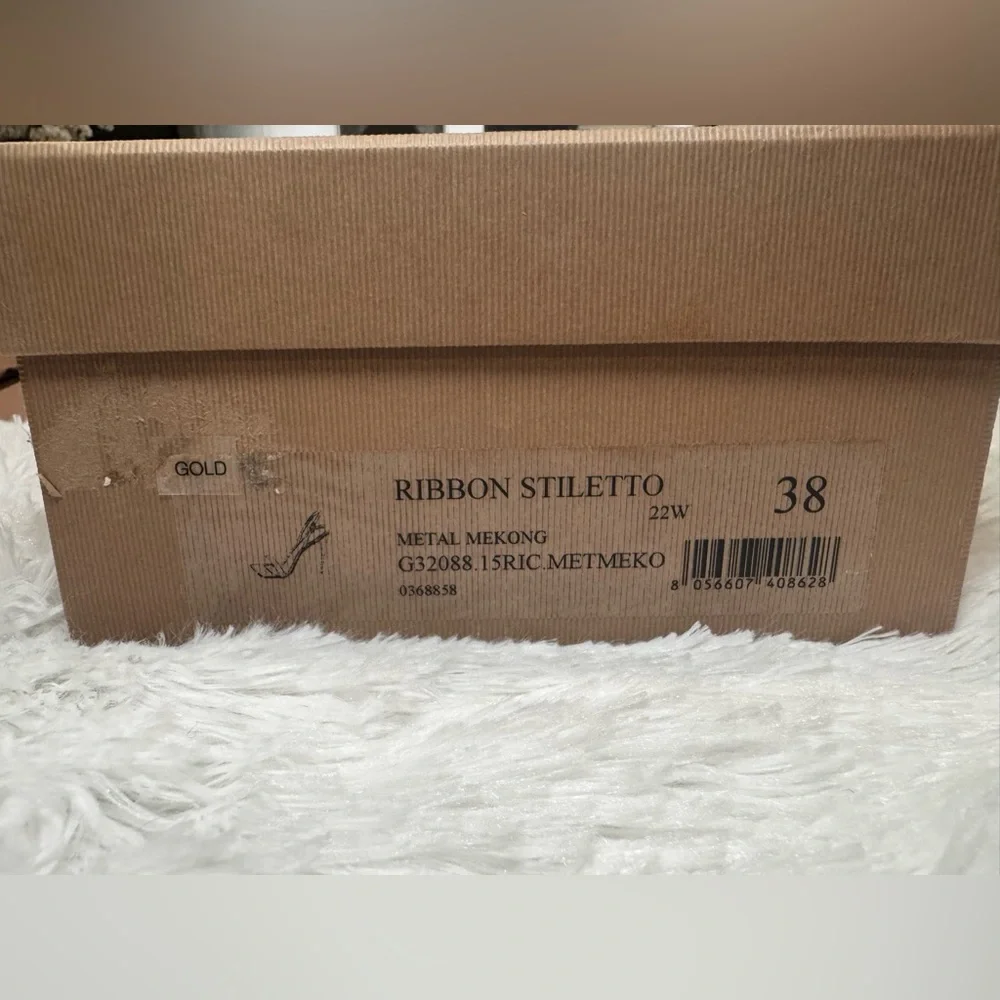 GOLD
RIBBON STILETTO
38
22W
METAL MEKONG
G32088.15RIC.METMEKO
0368858
8 056607 408628